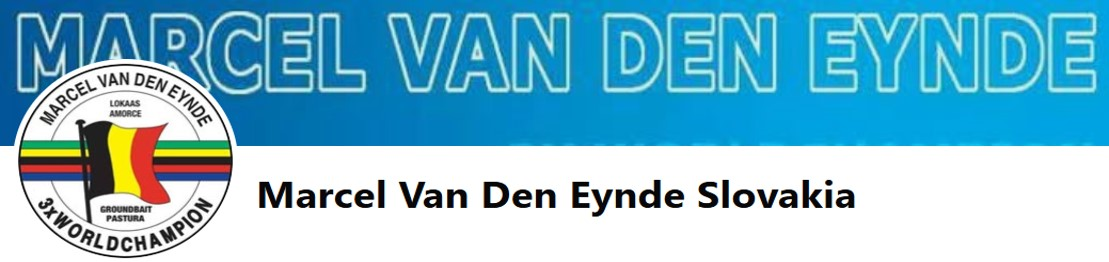 MARCEL VAN DEN EYNDE
MARCEL VAN DEN EYNDE
LOKAAS
AMORCE
GROUNDBAIT
PASTURA
3xWORLDCHAMPION
Marcel Van Den Eynde Slovakia